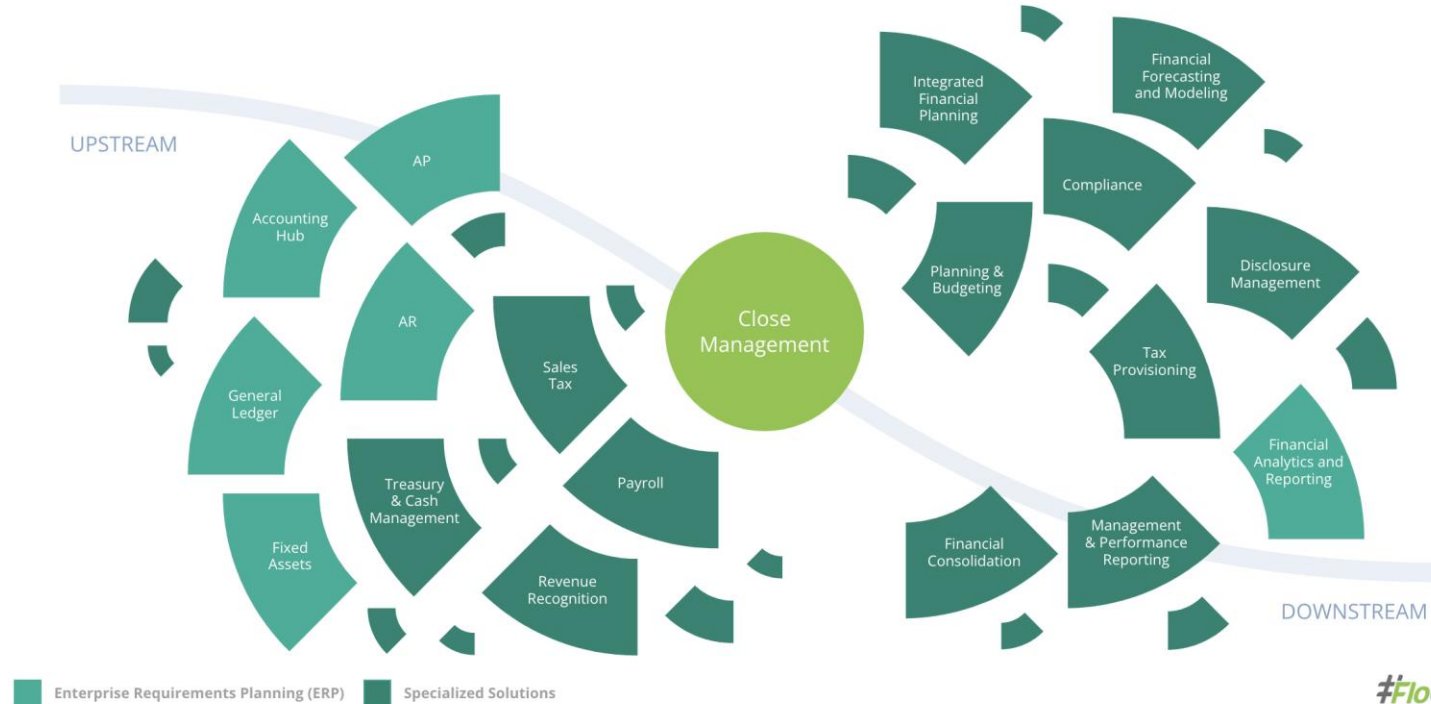 UPSTREAM
AP
Accounting
Hub
AR
General
Ledger
Sales
Tax
Treasury
& Cash
Management
Payroll
Fixed
Assets
Revenue
Recognition
Close
Management
Integrated
Financial
Planning
Financial
Forecasting
and Modeling
Compliance
Planning &
Budgeting
Disclosure
Management
Tax
Provisioning
Financial
Analytics and
Reporting
Financial
Consolidation
Management
& Performance
Reporting
DOWNSTREAM
Enterprise Requirements Planning (ERP)
Specialized Solutions